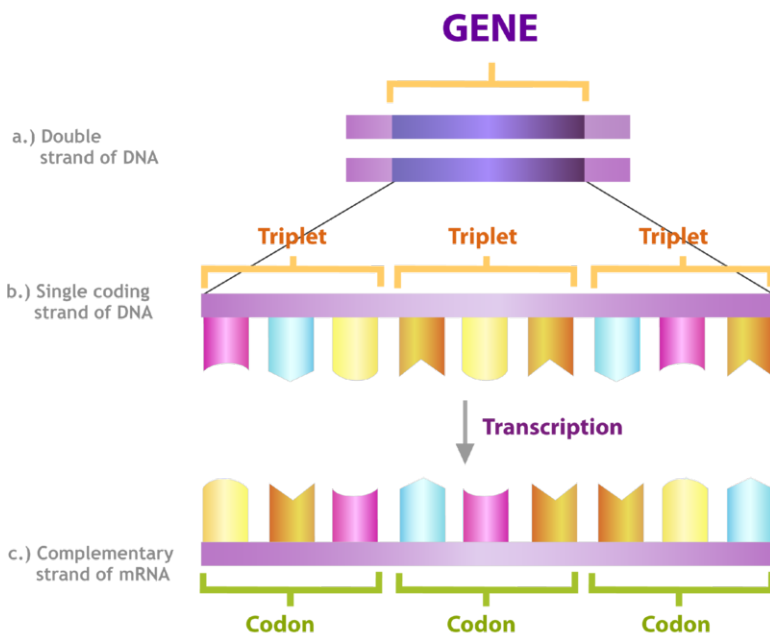 GENE
a.) Double
strand of DNA
Triplet Triplet Triplet
b.) Single coding
strand of DNA
Transcription
c.) Complementary
strand of mRNA
Codon Codon Codon